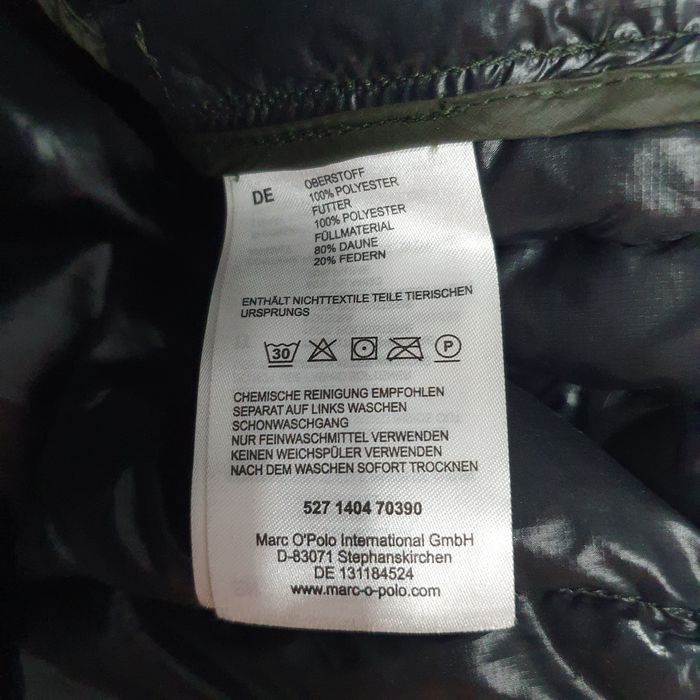 DE
OBERSTOFF
100% POLYESTER
FUTTER
100% POLYESTER
FÜLLMATERIAL
80% DAUNE
20% FEDERN
ENTHÄLT NICHTTEXTILE TEILE TIERISCHEN
URSPRUNGS
30 P
CHEMISCHE REINIGUNG EMPFOHLEN
SEPARAT AUF LINKS WASCHEN
SCHONWASCHGANG
NUR FEINWASCHMITTEL VERWENDEN
KEINEN WEICHSPÜLER VERWENDEN
NACH DEM WASCHEN SOFORT TROCKNEN
527 1404 70390
Marc O'Polo International GmbH
D-83071 Stephanskirchen
DE 131184524
www.marc-o-polo.com